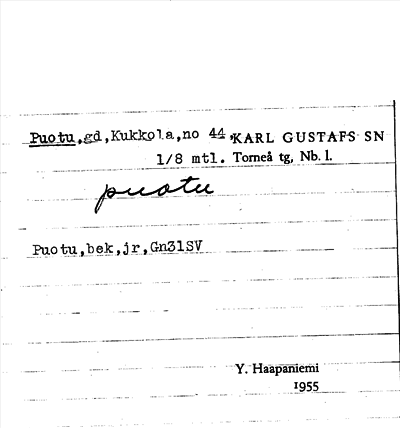 Puotu,gd,Kukkola,no 44, KARL GUSTAFS SN
1/8 mtl. Torneå tg, Nb. l.
puotu
Puotu,bek,jr,Gn31SV
Y. Haapaniemi
1955